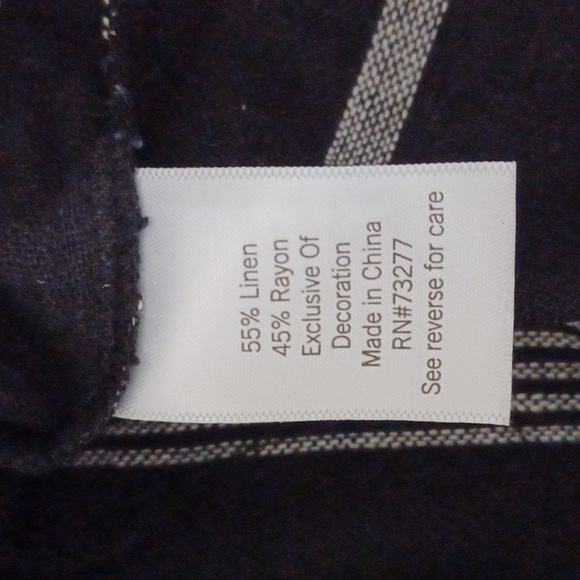 55% Linen
45% Rayon
Exclusive Of
Decoration
Made in China
RN#73277
See reverse for care